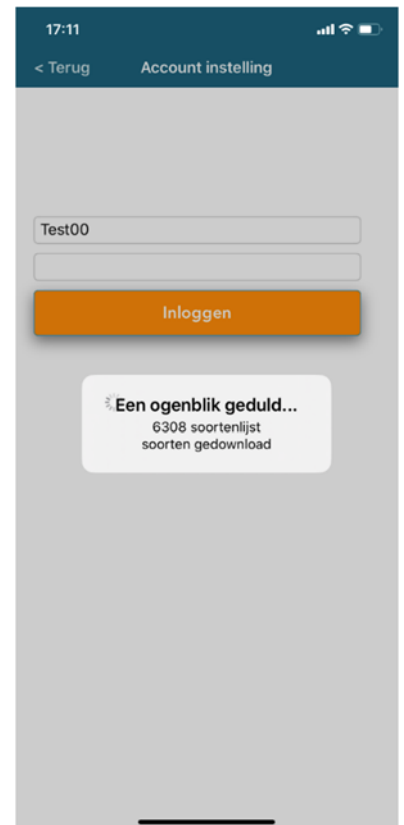 17:11
< Terug Account instelling
Test00
Inloggen
Een ogenblik geduld...
6308 soortenlijst
soorten gedownload